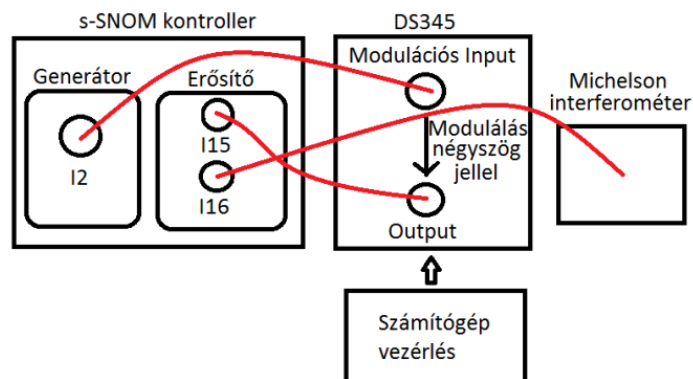 s-SNOM kontroller
DS345
Generátor
Erősítő
I2
I15
I16
Modulációs Input
Modulálás
négyszög
jellel
Output
Michelson
interferométer
Számítógép
vezérlés